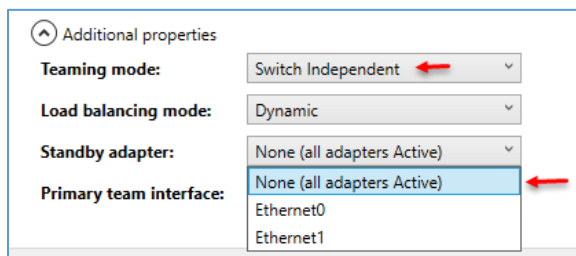 Additional properties
Teaming mode: Switch Independent
Load balancing mode: Dynamic
Standby adapter: None (all adapters Active)
None (all adapters Active)
Primary team interface:
Ethernet0
Ethernet1